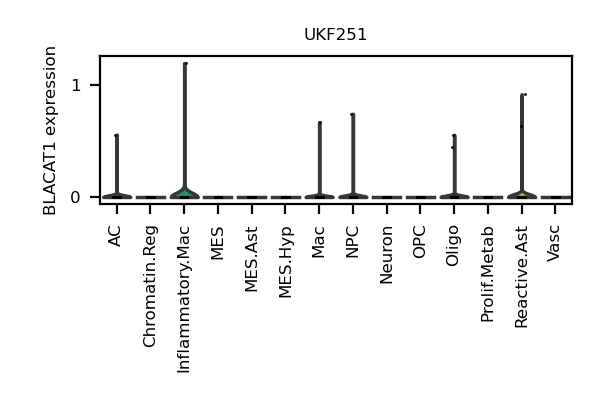 UKF251
BLACAT1 expression
1
0
AC
Chromatin.Reg
Inflammatory.Mac
MES
MES.Ast
MES.Hyp
Mac
NPC
Neuron
OPC
Oligo
Prolif.Metab
Reactive.Ast
Vasc